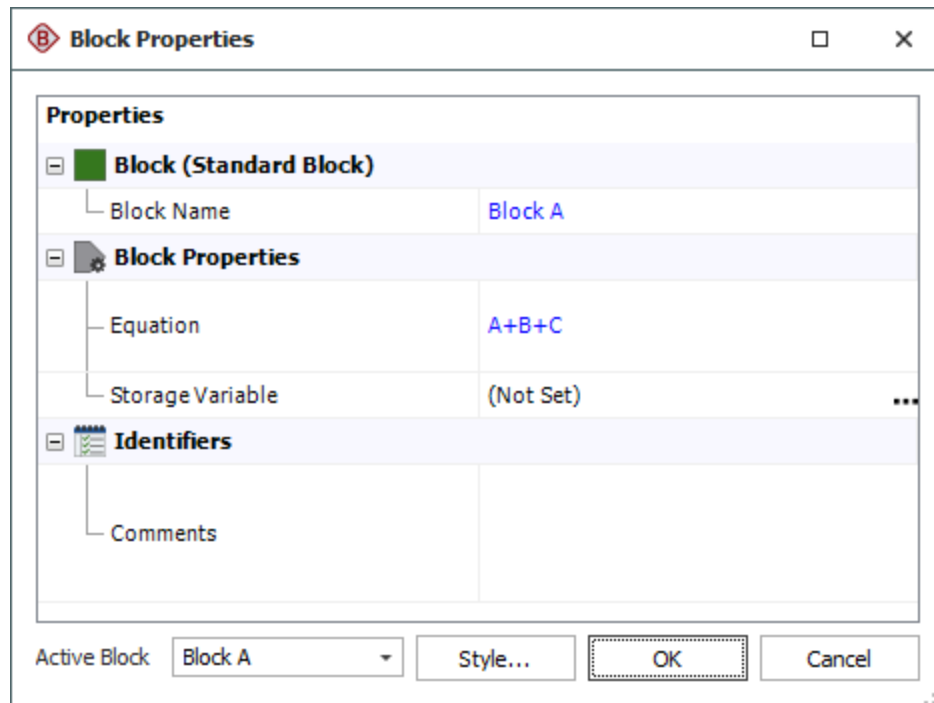 B Block Properties
Properties
Block (Standard Block)
Block Name Block A
Block Properties
Equation A+B+C
Storage Variable (Not Set) ...
Identifiers
Comments
Active Block Block A Style... OK Cancel